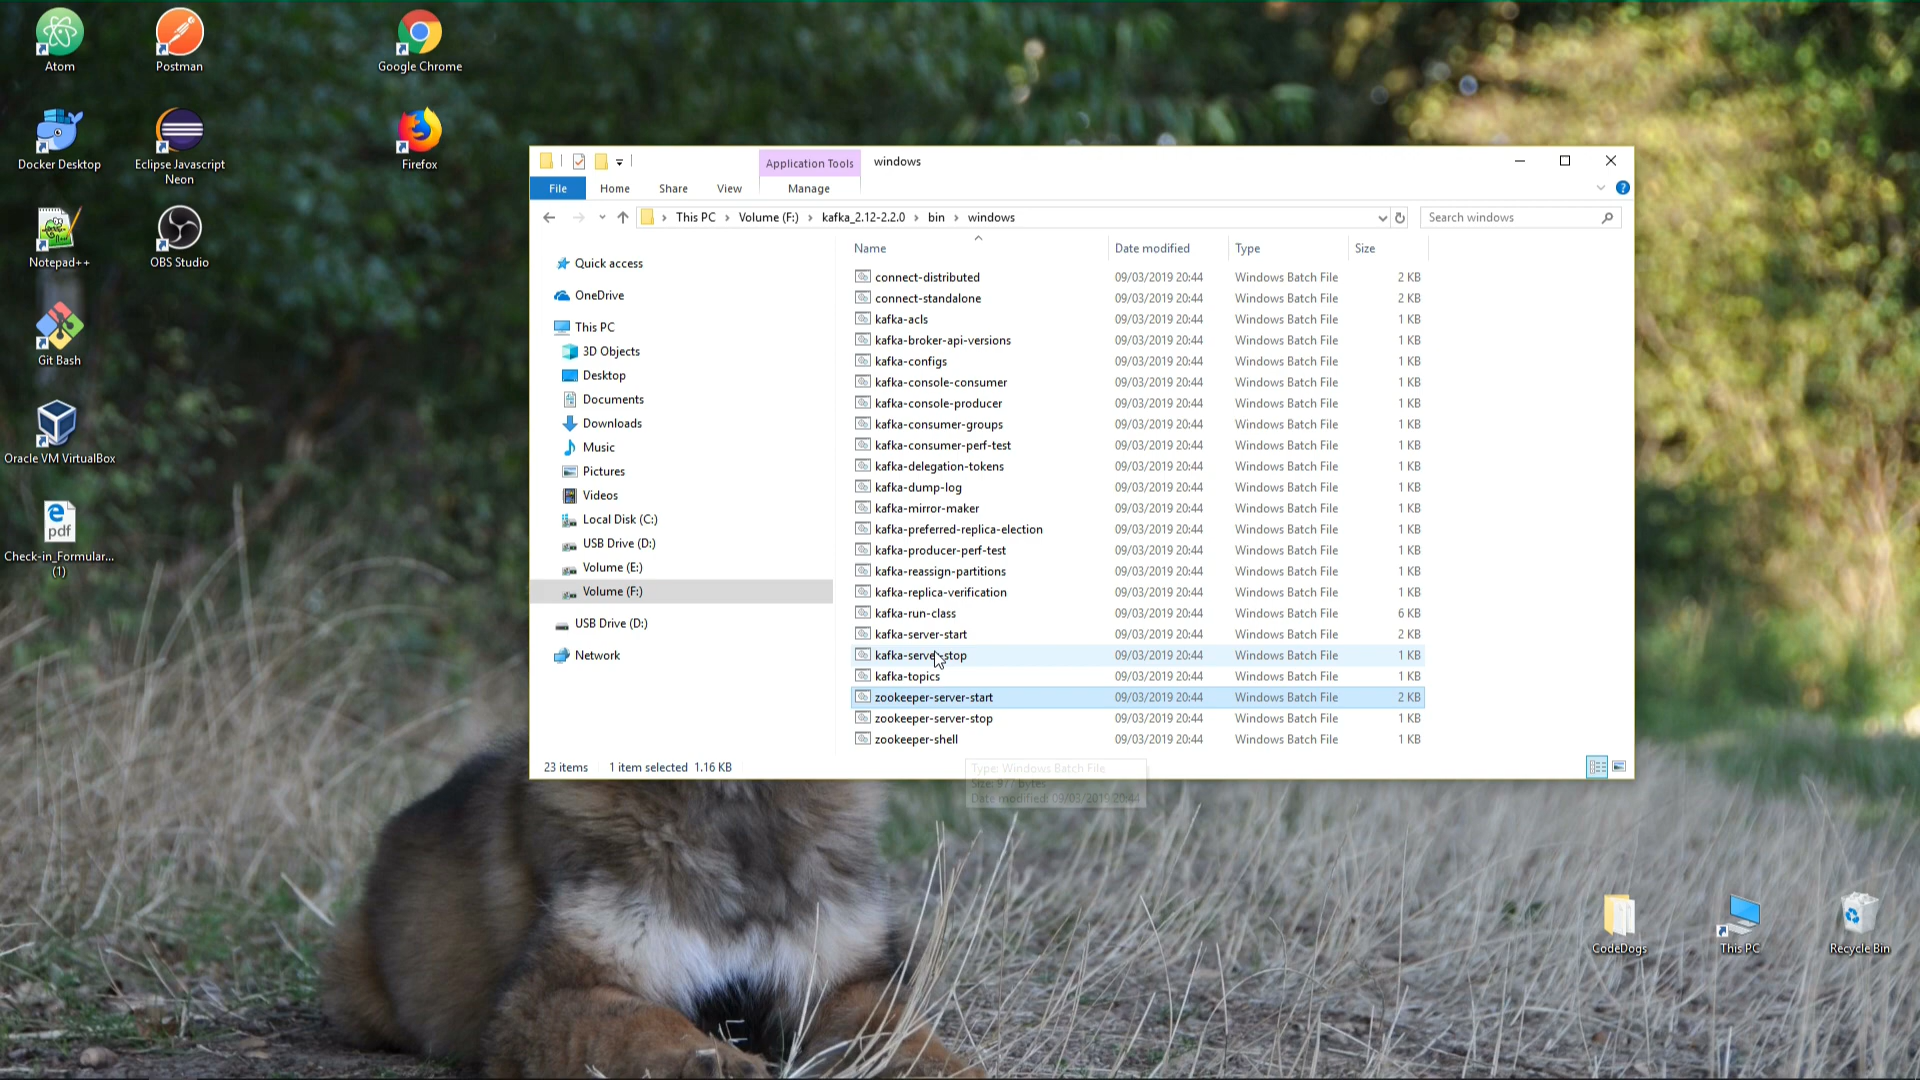 Atom
Postman
Google Chrome
Docker Desktop
Eclipse Javascript
Neon
Firefox
Notepad++
OBS Studio
Git Bash
Oracle VM VirtualBox
pdf
Check-in_Formular...
(1)
Application Tools
windows
File
Home
Share
View
Manage
This PC > Volume (F:) > kafka_2.12-2.2.0 > bin > windows
Search windows
Quick access
OneDrive
This PC
3D Objects
Desktop
Documents
Downloads
Music
Pictures
Videos
Local Disk (C:)
USB Drive (D:)
Volume (E:)
Volume (F:)
USB Drive (D:)
Network
Name Date modified Type Size
connect-distributed 09/03/2019 20:44 Windows Batch File 2 KB
connect-standalone 09/03/2019 20:44 Windows Batch File 2 KB
kafka-acls 09/03/2019 20:44 Windows Batch File 1 KB
kafka-broker-api-versions 09/03/2019 20:44 Windows Batch File 1 KB
kafka-configs 09/03/2019 20:44 Windows Batch File 1 KB
kafka-console-consumer 09/03/2019 20:44 Windows Batch File 1 KB
kafka-console-producer 09/03/2019 20:44 Windows Batch File 1 KB
kafka-consumer-groups 09/03/2019 20:44 Windows Batch File 1 KB
kafka-consumer-perf-test 09/03/2019 20:44 Windows Batch File 1 KB
kafka-delegation-tokens 09/03/2019 20:44 Windows Batch File 1 KB
kafka-dump-log 09/03/2019 20:44 Windows Batch File 1 KB
kafka-mirror-maker 09/03/2019 20:44 Windows Batch File 1 KB
kafka-preferred-replica-election 09/03/2019 20:44 Windows Batch File 1 KB
kafka-producer-perf-test 09/03/2019 20:44 Windows Batch File 1 KB
kafka-reassign-partitions 09/03/2019 20:44 Windows Batch File 1 KB
kafka-replica-verification 09/03/2019 20:44 Windows Batch File 1 KB
kafka-run-class 09/03/2019 20:44 Windows Batch File 6 KB
kafka-server-start 09/03/2019 20:44 Windows Batch File 2 KB
kafka-server-stop 09/03/2019 20:44 Windows Batch File 1 KB
kafka-topics 09/03/2019 20:44 Windows Batch File 1 KB
zookeeper-server-start 09/03/2019 20:44 Windows Batch File 2 KB
zookeeper-server-stop 09/03/2019 20:44 Windows Batch File 1 KB
zookeeper-shell 09/03/2019 20:44 Windows Batch File 1 KB
23 items 1 item selected 1.16 KB
Type: Windows Batch File
Size: 977 bytes
Date modified: 09/03/2019 20:44
CodeDogs
This PC
Recycle Bin